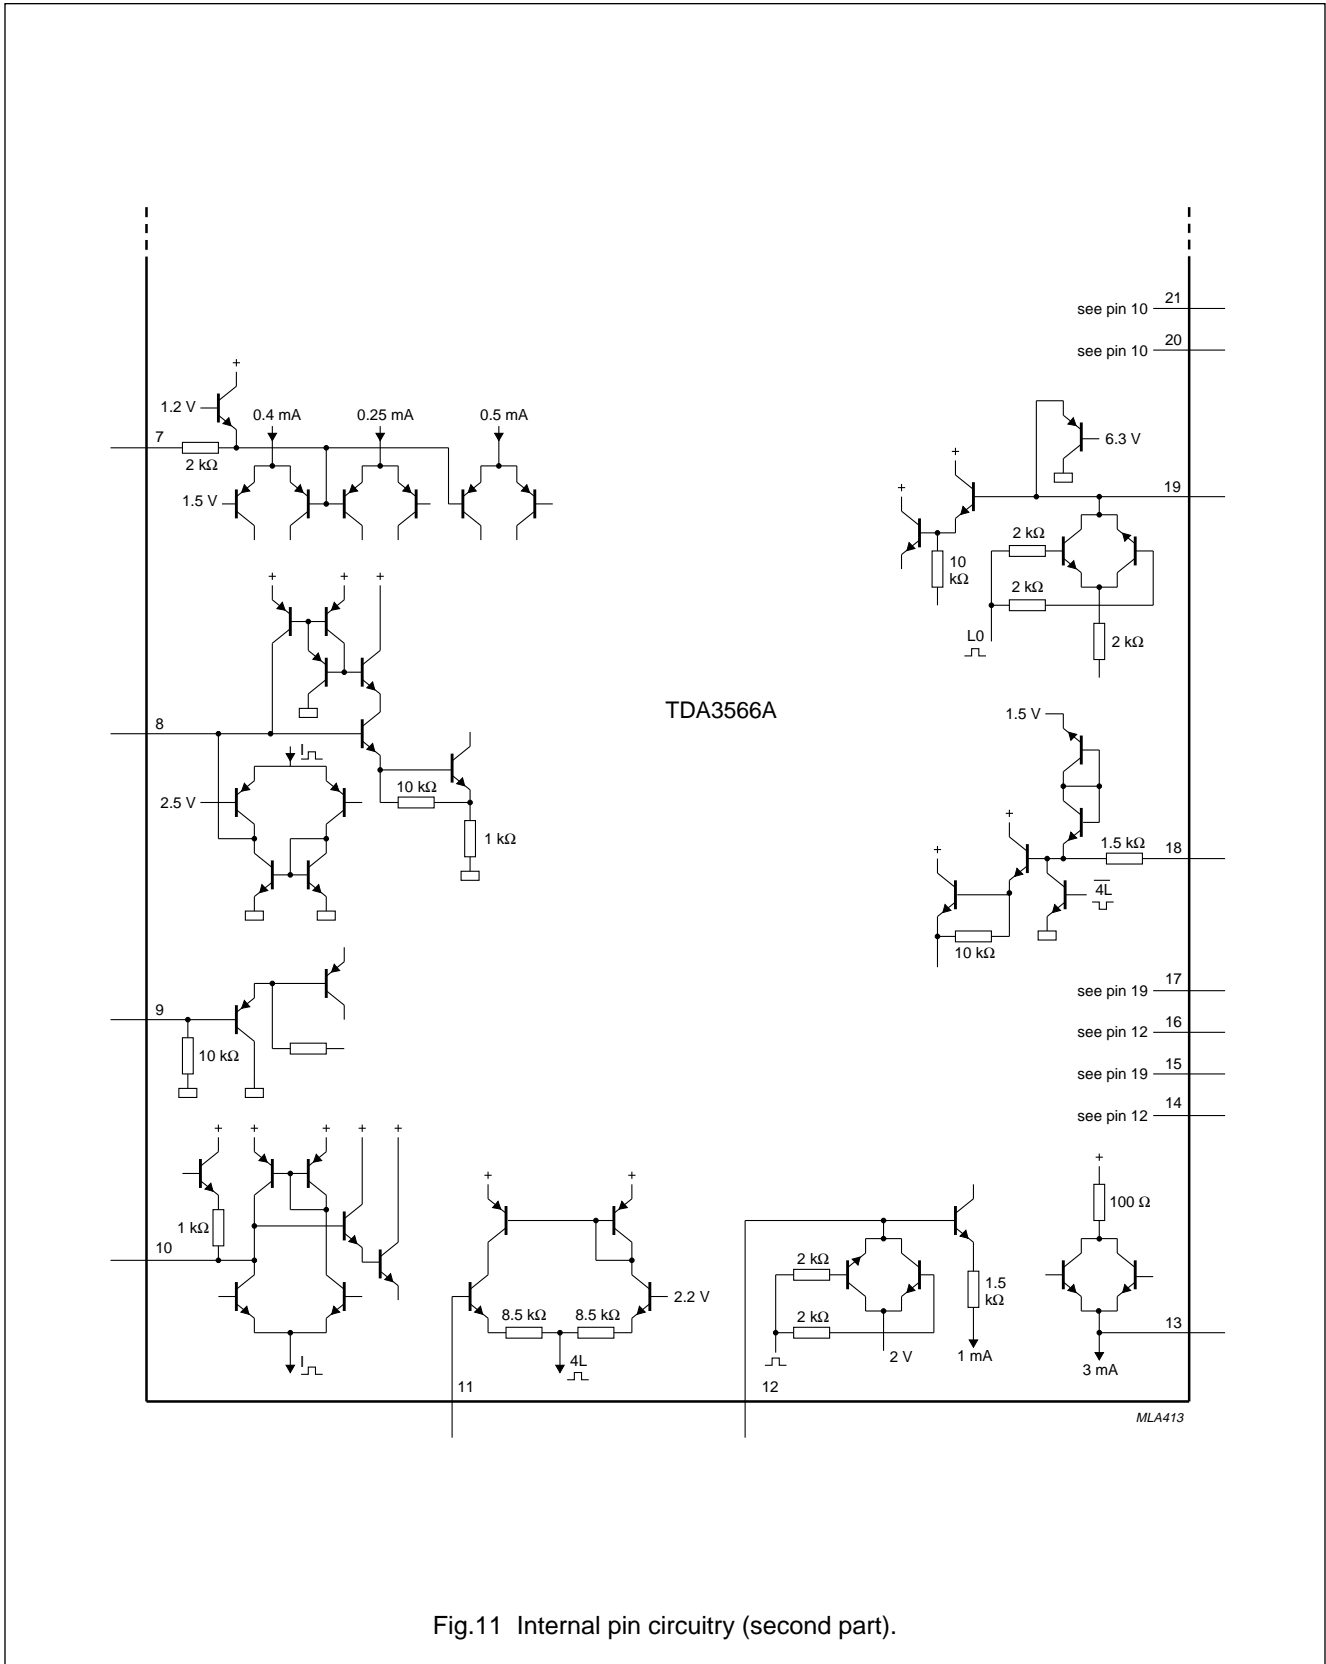 21
see pin 10
20
see pin 10
+
1.2 V
0.4 mA
0.25 mA
0.5 mA
7
2 kΩ
1.5 V
+
6.3 V
+
19
2 kΩ
10
kΩ
2 kΩ
L0
2 kΩ
+
+
+
8
I
2.5 V
10 kΩ
1 kΩ
TDA3566A
1.5 V
+
+
1.5 kΩ
18
4L
10 kΩ
9
10 kΩ
17
see pin 19
16
see pin 12
15
see pin 19
14
see pin 12
+
+
+
+
+
1 kΩ
10
I
+
+
2.2 V
8.5 kΩ
8.5 kΩ
4L
11
2 kΩ
2 kΩ
1.5
kΩ
2 V
1 mA
12
+
100 Ω
13
3 mA
MLA413
Fig.11 Internal pin circuitry (second part).